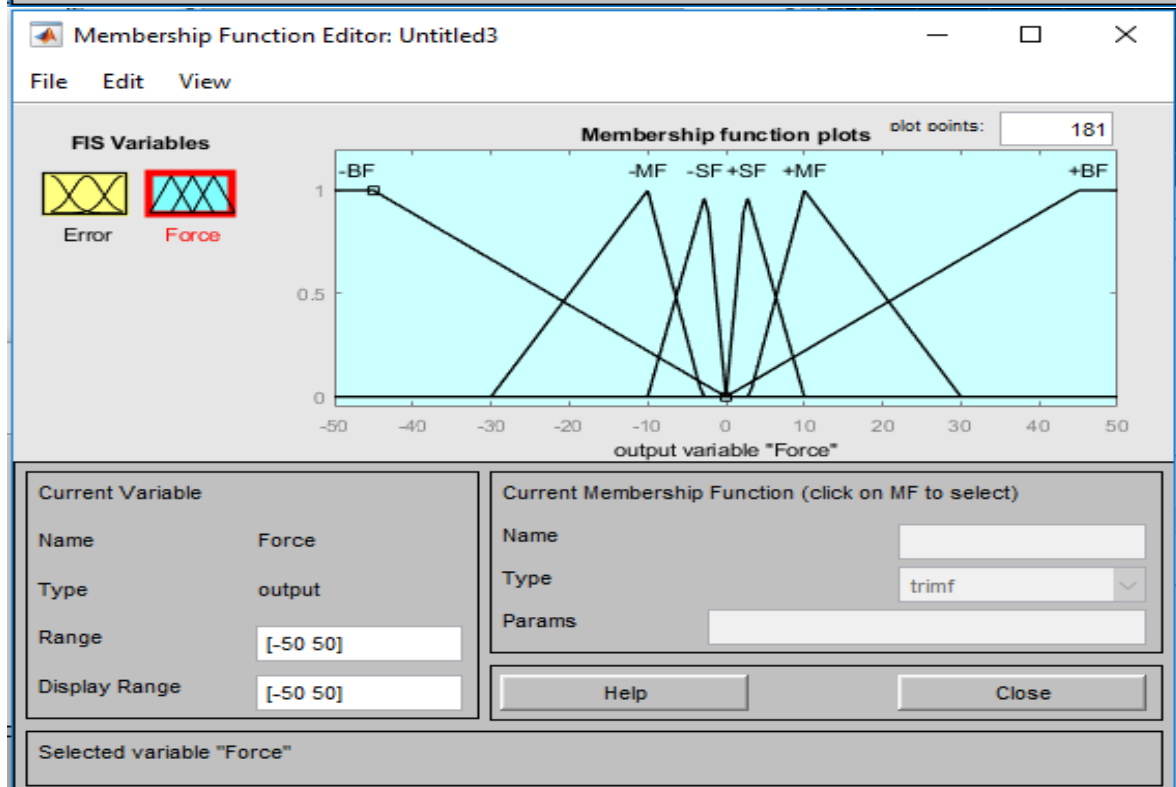 Membership Function Editor: Untitled3
File Edit View
FIS Variables
Error Force
Membership function plots plot points: 181
-BF -MF -SF +SF +MF +BF
1
0.5
0
-50 -40 -30 -20 -10 0 10 20 30 40 50
output variable "Force"
Current Variable
Name Force
Type output
Range [-50 50]
Display Range [-50 50]
Current Membership Function (click on MF to select)
Name
Type trimf
Params
Help Close
Selected variable "Force"